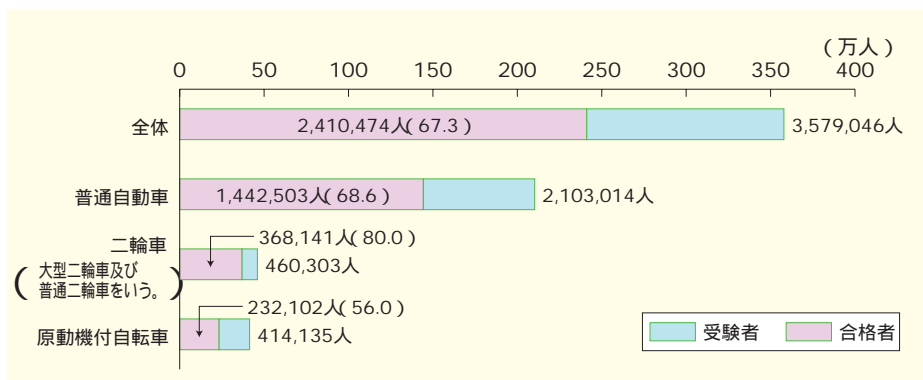 (万人)
0 50 100 150 200 250 300 350 400
全体 2,410,474人(67.3) 3,579,046人
普通自動車 1,442,503人(68.6) 2,103,014人
368,141人(80.0)
二輪車
(大型二輪車及び
普通二輪車をいう。)
460,303人
232,102人(56.0)
原動機付自転車 414,135人
受験者 合格者